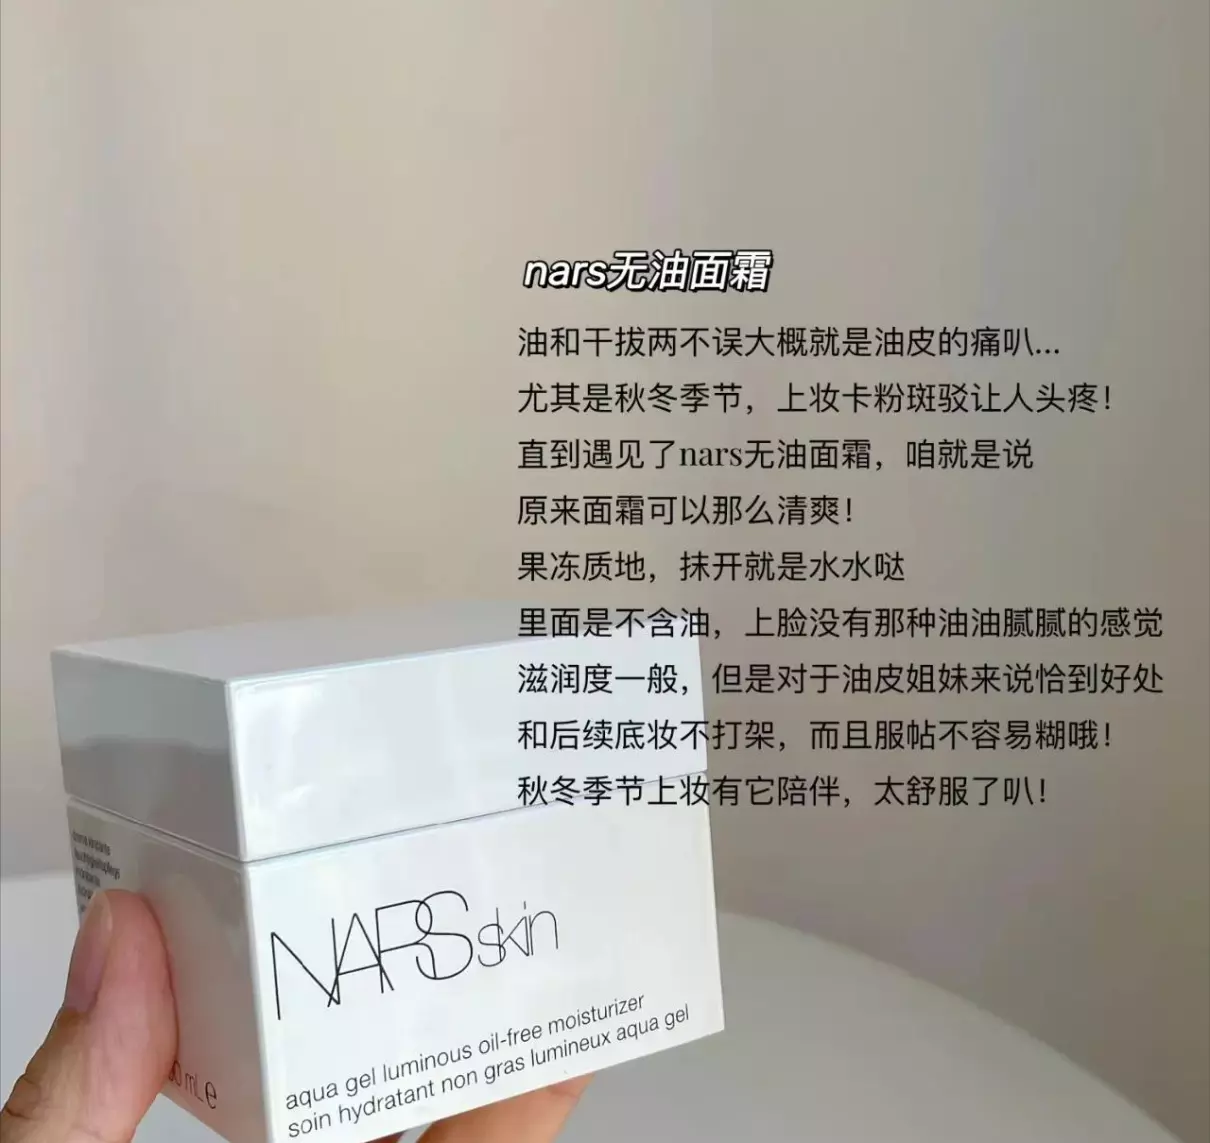 nars无油面霜
油和干拔两不误大概就是油皮的痛叭...
尤其是秋冬季节，上妆卡粉斑驳让人头疼！
直到遇见了nars无油面霜，咱就是说
原来面霜可以那么清爽！
果冻质地，抹开就是水水哒
里面是不含油，上脸没有那种油油腻腻的感觉
滋润度一般，但是对于油皮姐妹来说恰到好处
和后续底妆不打架，而且服帖不容易糊哦！
秋冬季节上妆有它陪伴，太舒服了叭！
NARSskin
aqua gel luminous oil-free moisturizer
soin hydratant non gras lumineux aqua gel
mL e